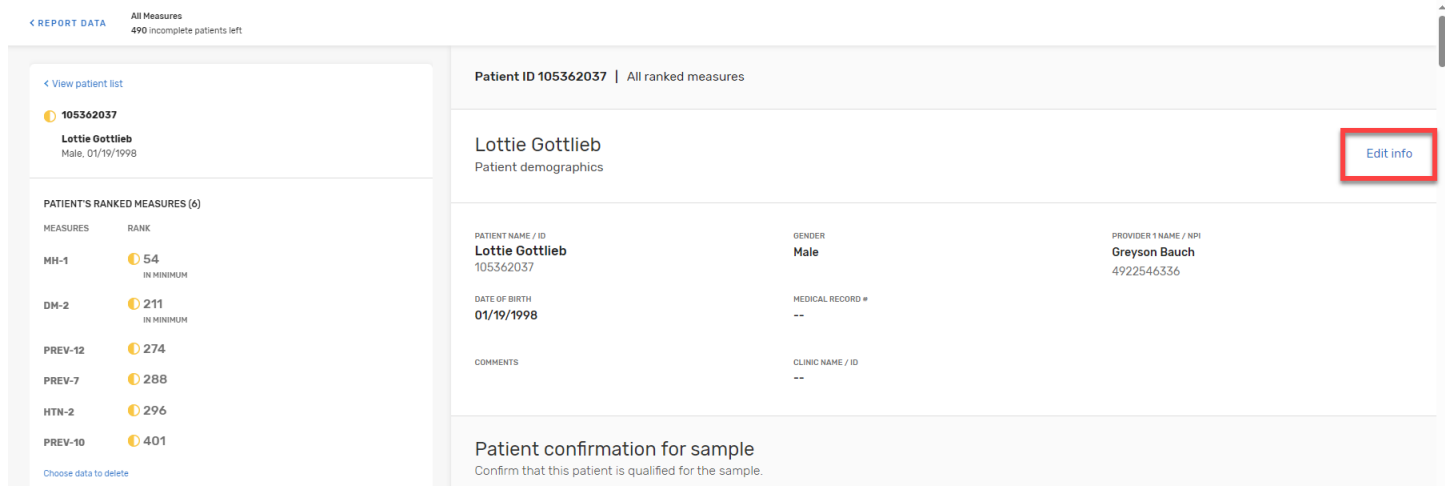 < REPORT DATA
All Measures
490 incomplete patients left
< View patient list
105362037
Lottie Gottlieb
Male, 01/19/1998
PATIENT'S RANKED MEASURES (6)
MEASURES RANK
MH-1 54
IN MINIMUM
DM-2 211
IN MINIMUM
PREV-12 274
PREV-7 288
HTN-2 296
PREV-10 401
Choose data to delete
Patient ID 105362037 | All ranked measures
Lottie Gottlieb
Patient demographics
Edit info
PATIENT NAME / ID
Lottie Gottlieb
105362037
GENDER
Male
PROVIDER 1 NAME / NPI
Greyson Bauch
4922546336
DATE OF BIRTH
01/19/1998
MEDICAL RECORD #
--
COMMENTS
CLINIC NAME / ID
--
Patient confirmation for sample
Confirm that this patient is qualified for the sample.